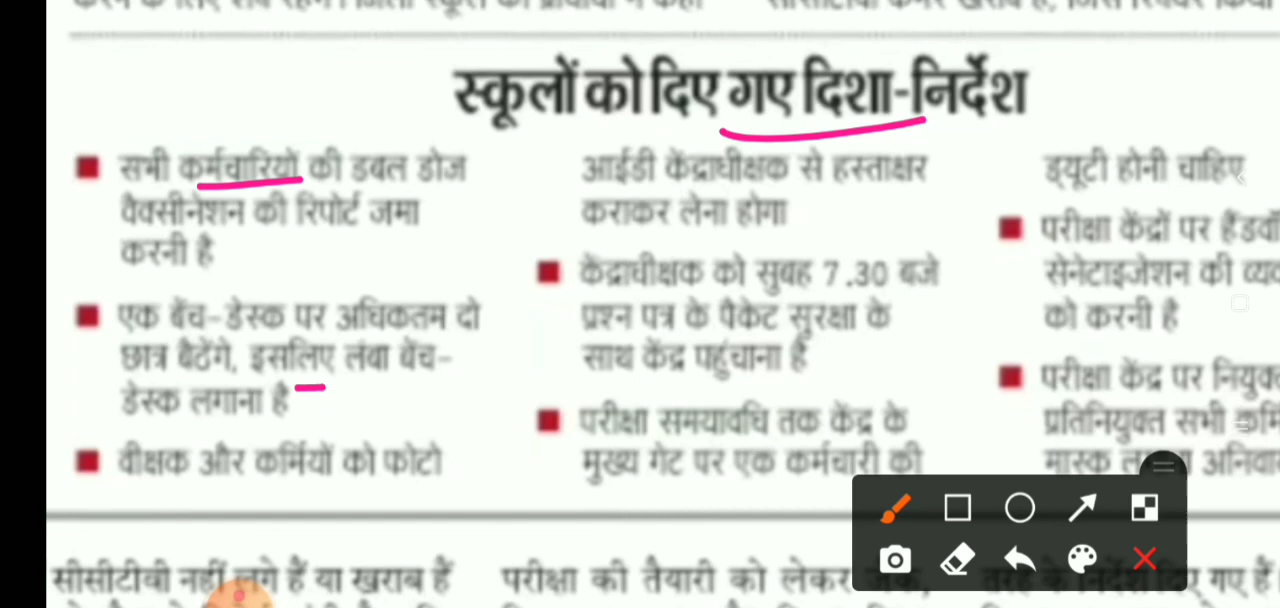 स्कूलों को दिए गए दिशा-निर्देश
सभी कर्मचारियों की डबल डोज
वैक्सीनेशन की रिपोर्ट जमा
करनी है
एक बेंच-डेस्क पर अधिकतम दो
छात्र बैठेंगे, इसलिए लंबा बेंच-
डेस्क लगाना है
वीक्षक और कर्मियों को फोटो
आईडी केंद्राधीक्षक से हस्ताक्षर
कराकर लेना होगा
केंद्राधीक्षक को सुबह 7.30 बजे
प्रश्न पत्र के पैकेट सुरक्षा के
साथ केंद्र पहुंचाना है
परीक्षा समयावधि तक केंद्र के
मुख्य गेट पर एक कर्मचारी की
ड्यूटी होनी चाहिए
परीक्षा केंद्रों पर
सेनेटाइजेशन की
को करनी है
परीक्षा केंद्र पर
प्रतिनियुक्त सभी
मास्क
सीसीटीवी नहीं लगे हैं या खराब हैं
परीक्षा की तैयारी को लेकर
तरह के निर्देश दिए गए हैं